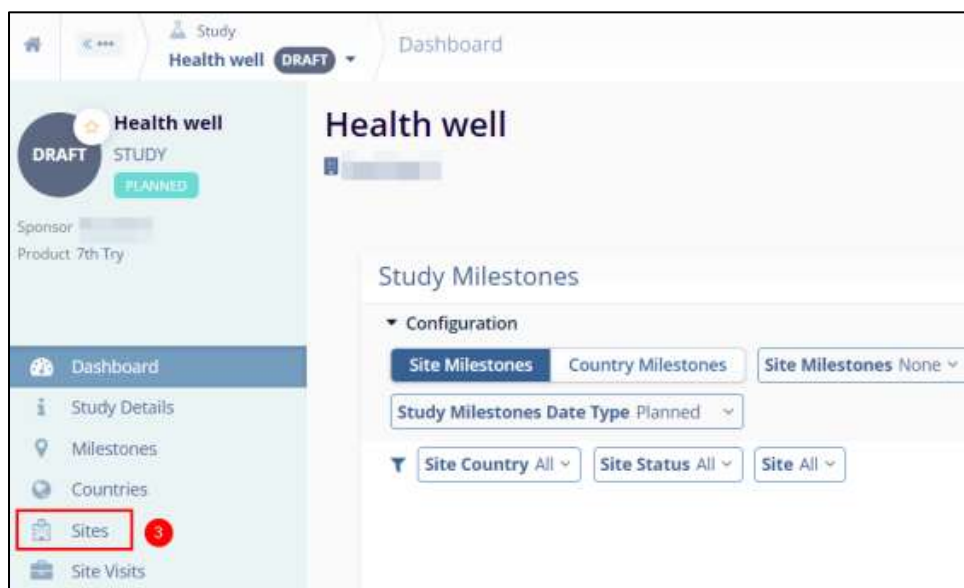 Study
Health well DRAFT
Dashboard
DRAFT
Health well
STUDY
PLANNED
Sponsor
Product 7th Try
Dashboard
Study Details
Milestones
Countries
Sites 3
Site Visits
Health well
Study Milestones
Configuration
Site Milestones Country Milestones Site Milestones None
Study Milestones Date Type Planned
Site Country All Site Status All Site All